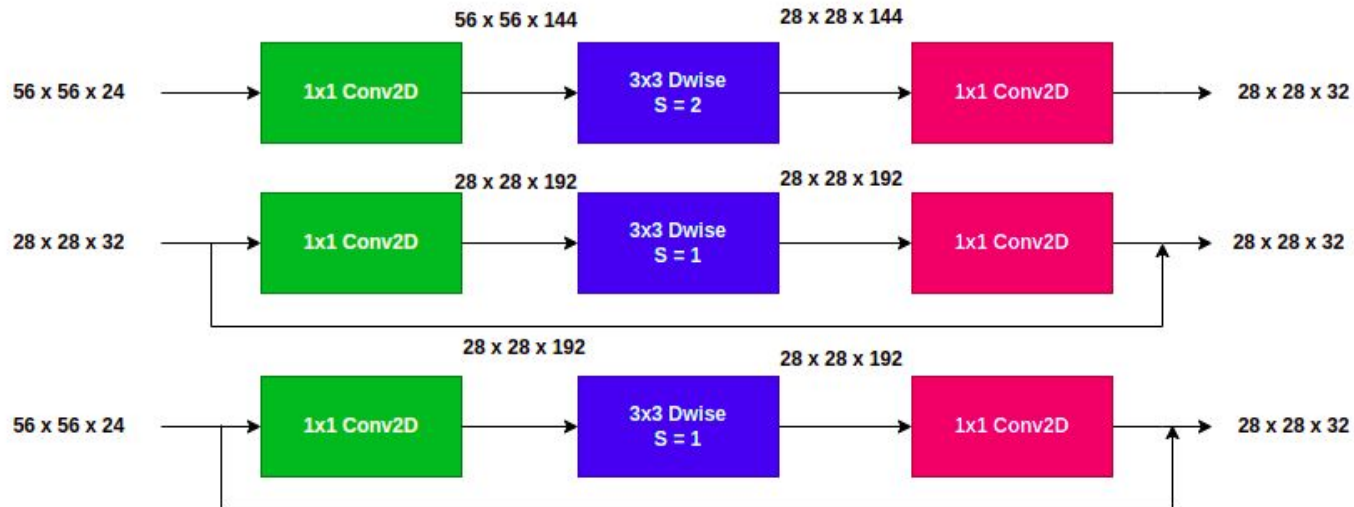 56 x 56 x 144
28 x 28 x 144
56 x 56 x 24
1x1 Conv2D
3x3 Dwise
S = 2
1x1 Conv2D
28 x 28 x 32
28 x 28 x 192
28 x 28 x 192
28 x 28 x 32
1x1 Conv2D
3x3 Dwise
S = 1
1x1 Conv2D
28 x 28 x 32
28 x 28 x 192
28 x 28 x 192
56 x 56 x 24
1x1 Conv2D
3x3 Dwise
S = 1
1x1 Conv2D
28 x 28 x 32